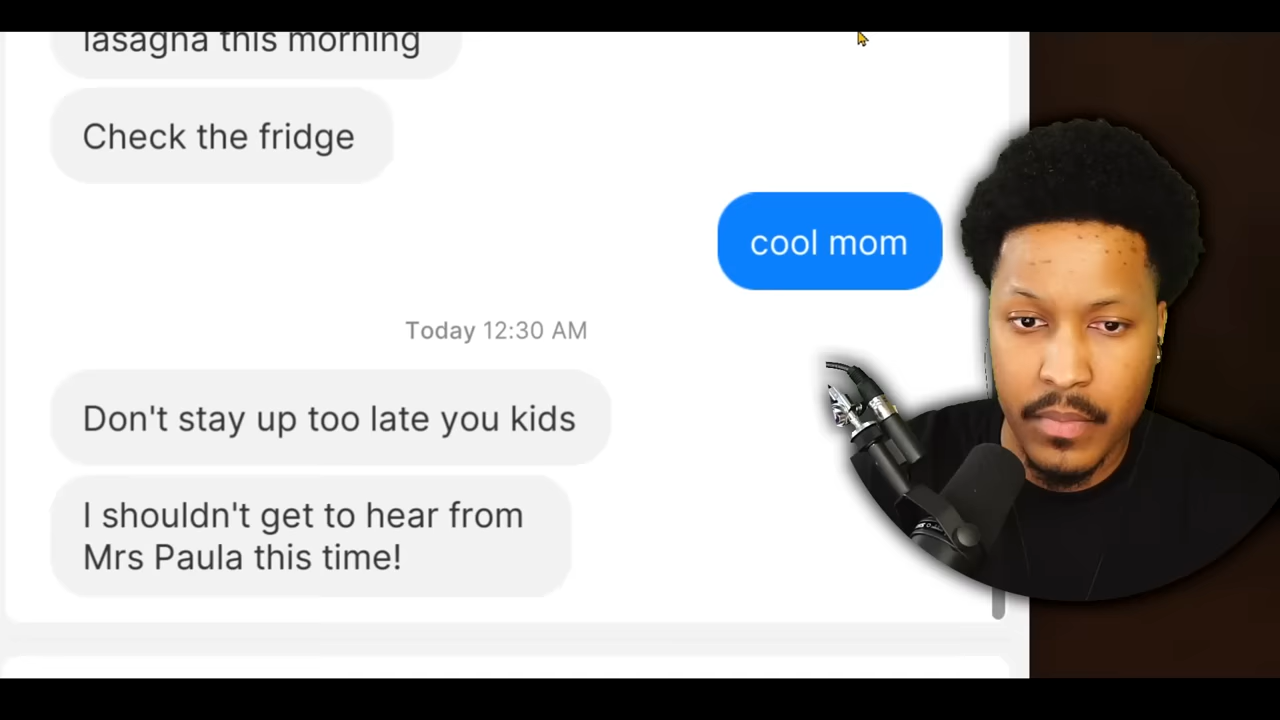 lasagna this morning
Check the fridge
cool mom
Today 12:30 AM
Don't stay up too late you kids
I shouldn't get to hear from
Mrs Paula this time!